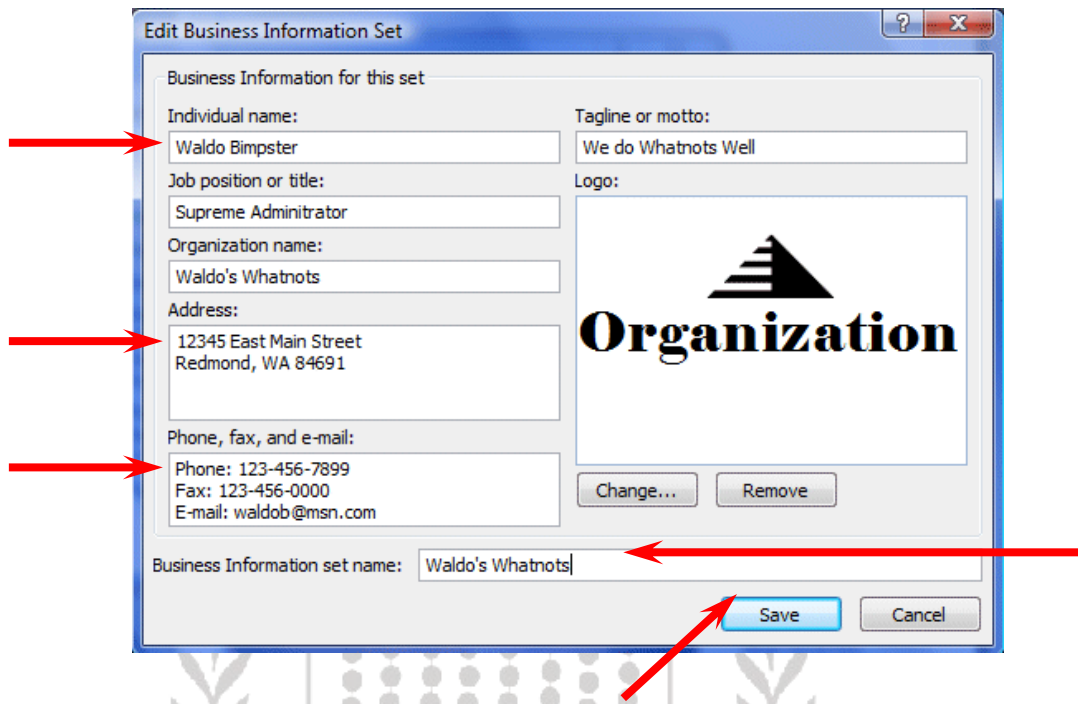 Edit Business Information Set
Business Information for this set
Individual name:
Waldo Bimpster
Job position or title:
Supreme Adminitrator
Organization name:
Waldo's Whatnots
Address:
12345 East Main Street
Redmond, WA 84691
Phone, fax, and e-mail:
Phone: 123-456-7899
Fax: 123-456-0000
E-mail: waldob@msn.com
Tagline or motto:
We do Whatnots Well
Logo:
Organization
Change...
Remove
Business Information set name:
Waldo's Whatnots
Save
Cancel